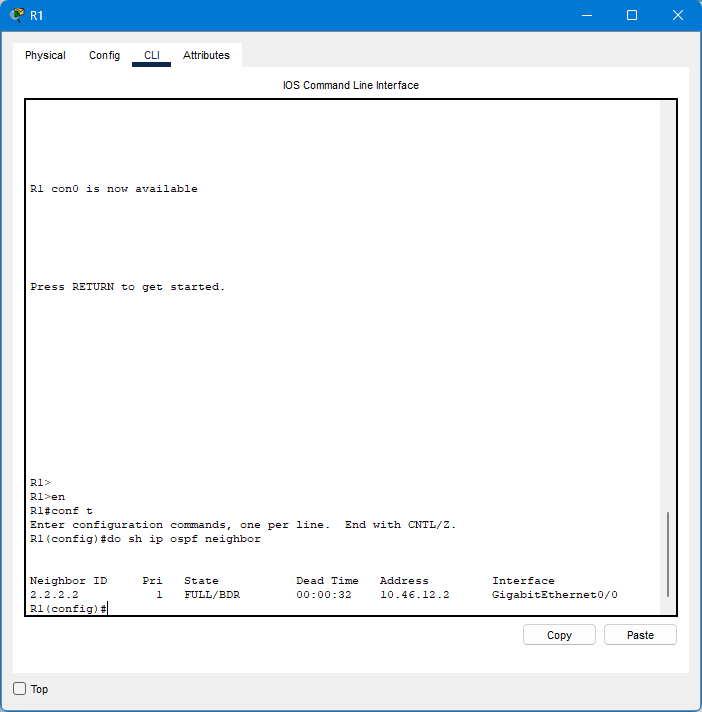 R1
Physical Config CLI Attributes
IOS Command Line Interface
R1 con0 is now available
Press RETURN to get started.
R1>
R1>en
R1#conf t
Enter configuration commands, one per line.  End with CNTL/Z.
R1(config)#do sh ip ospf neighbor
Neighbor ID     Pri   State           Dead Time   Address         Interface
2.2.2.2           1   FULL/BDR        00:00:32    10.46.12.2      GigabitEthernet0/0
R1(config)#
Copy Paste
Top